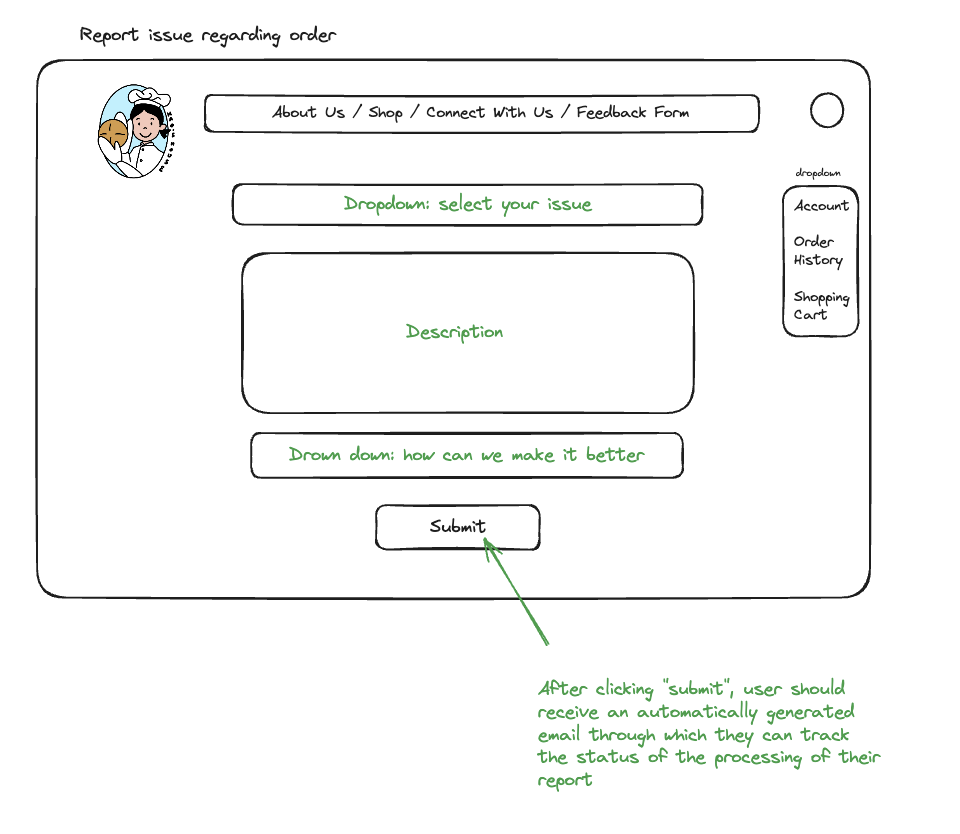 Report issue regarding order
About Us / Shop / Connect With Us / Feedback Form
dropdown
Account
Order
History
Shopping
Cart
Dropdown: select your issue
Description
Drown down: how can we make it better
Submit
After clicking "submit", user should
receive an automatically generated
email through which they can track
the status of the processing of their
report